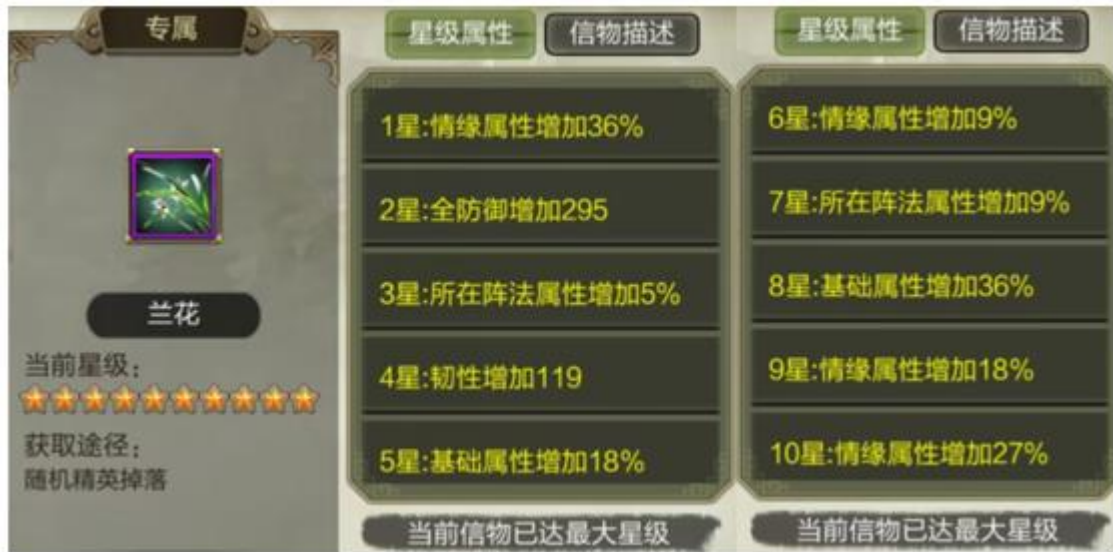 专属
兰花
当前星级：
获取途径：
随机精英掉落
星级属性
信物描述
1星:情缘属性增加36%
2星:全防御增加295
3星:所在阵法属性增加5%
4星:韧性增加119
5星:基础属性增加18%
当前信物已达最大星级
星级属性
信物描述
6星:情缘属性增加9%
7星:所在阵法属性增加9%
8星:基础属性增加36%
9星:情缘属性增加18%
10星:情缘属性增加27%
当前信物已达最大星级